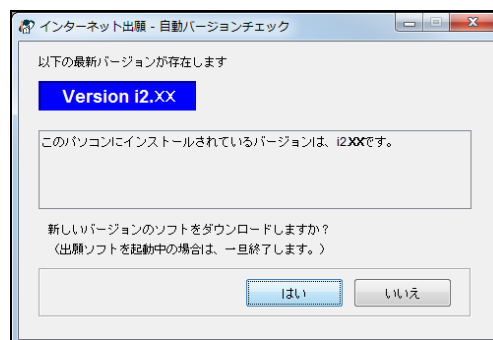 インターネット出願 - 自動バージョンチェック
以下の最新バージョンが存在します
Version i2.XX
このパソコンにインストールされているバージョンは、i2XXです。
新しいバージョンのソフトをダウンロードしますか？
（出願ソフトを起動中の場合は、一旦終了します。）
はい
いいえ